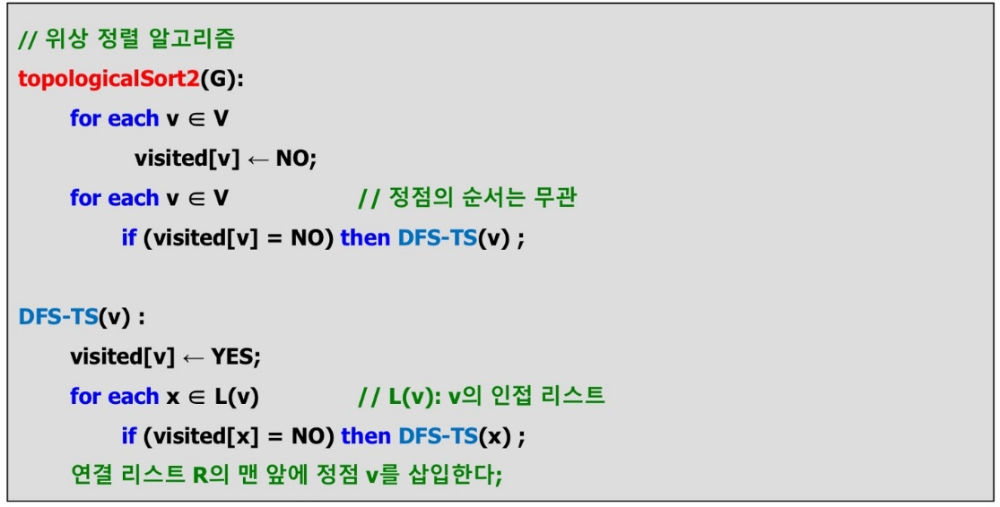 // 위상 정렬 알고리즘
topologicalSort2(G):
for each v ∈ V
visited[v] ← NO;
for each v ∈ V // 정점의 순서는 무관
if (visited[v] = NO) then DFS-TS(v) ;
DFS-TS(v) :
visited[v] ← YES;
for each x ∈ L(v) // L(v): v의 인접 리스트
if (visited[x] = NO) then DFS-TS(x) ;
연결 리스트 R의 맨 앞에 정점 v를 삽입한다;